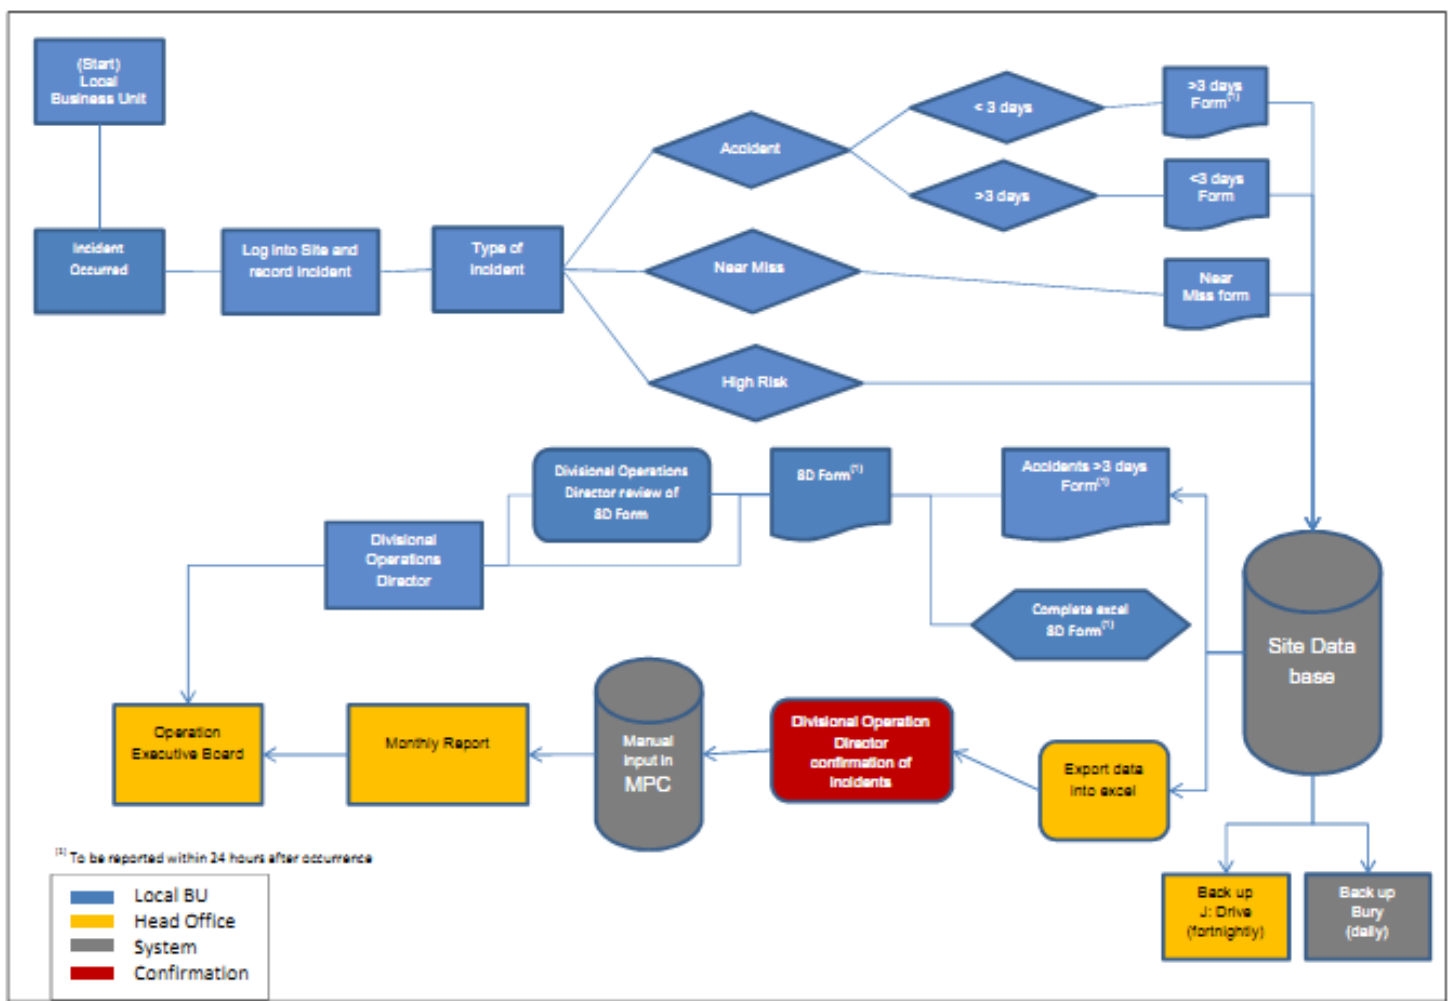 (Start)
Local
Business Unit
Incident
Occurred
Log into Site and
record incident
Type of
incident
Accident
< 3 days
>3 days
Form(1)
>3 days
<3 days
Form
Near Miss
Near
Miss form
High Risk
Divisional Operations
Director review of
8D Form
8D Form(1)
Accidents >3 days
Form(1)
Divisional
Operations
Director
Complete excel
8D Form(1)
Site Data
base
Operation
Executive Board
Monthly Report
Manual
Input in
MPC
Divisional Operation
Director
confirmation of
Incidents
Export data
into excel
Back up
J: Drive
(fortnightly)
Back up
Bury
(daily)
(1) To be reported within 24 hours after occurrence
Local BU
Head Office
System
Confirmation